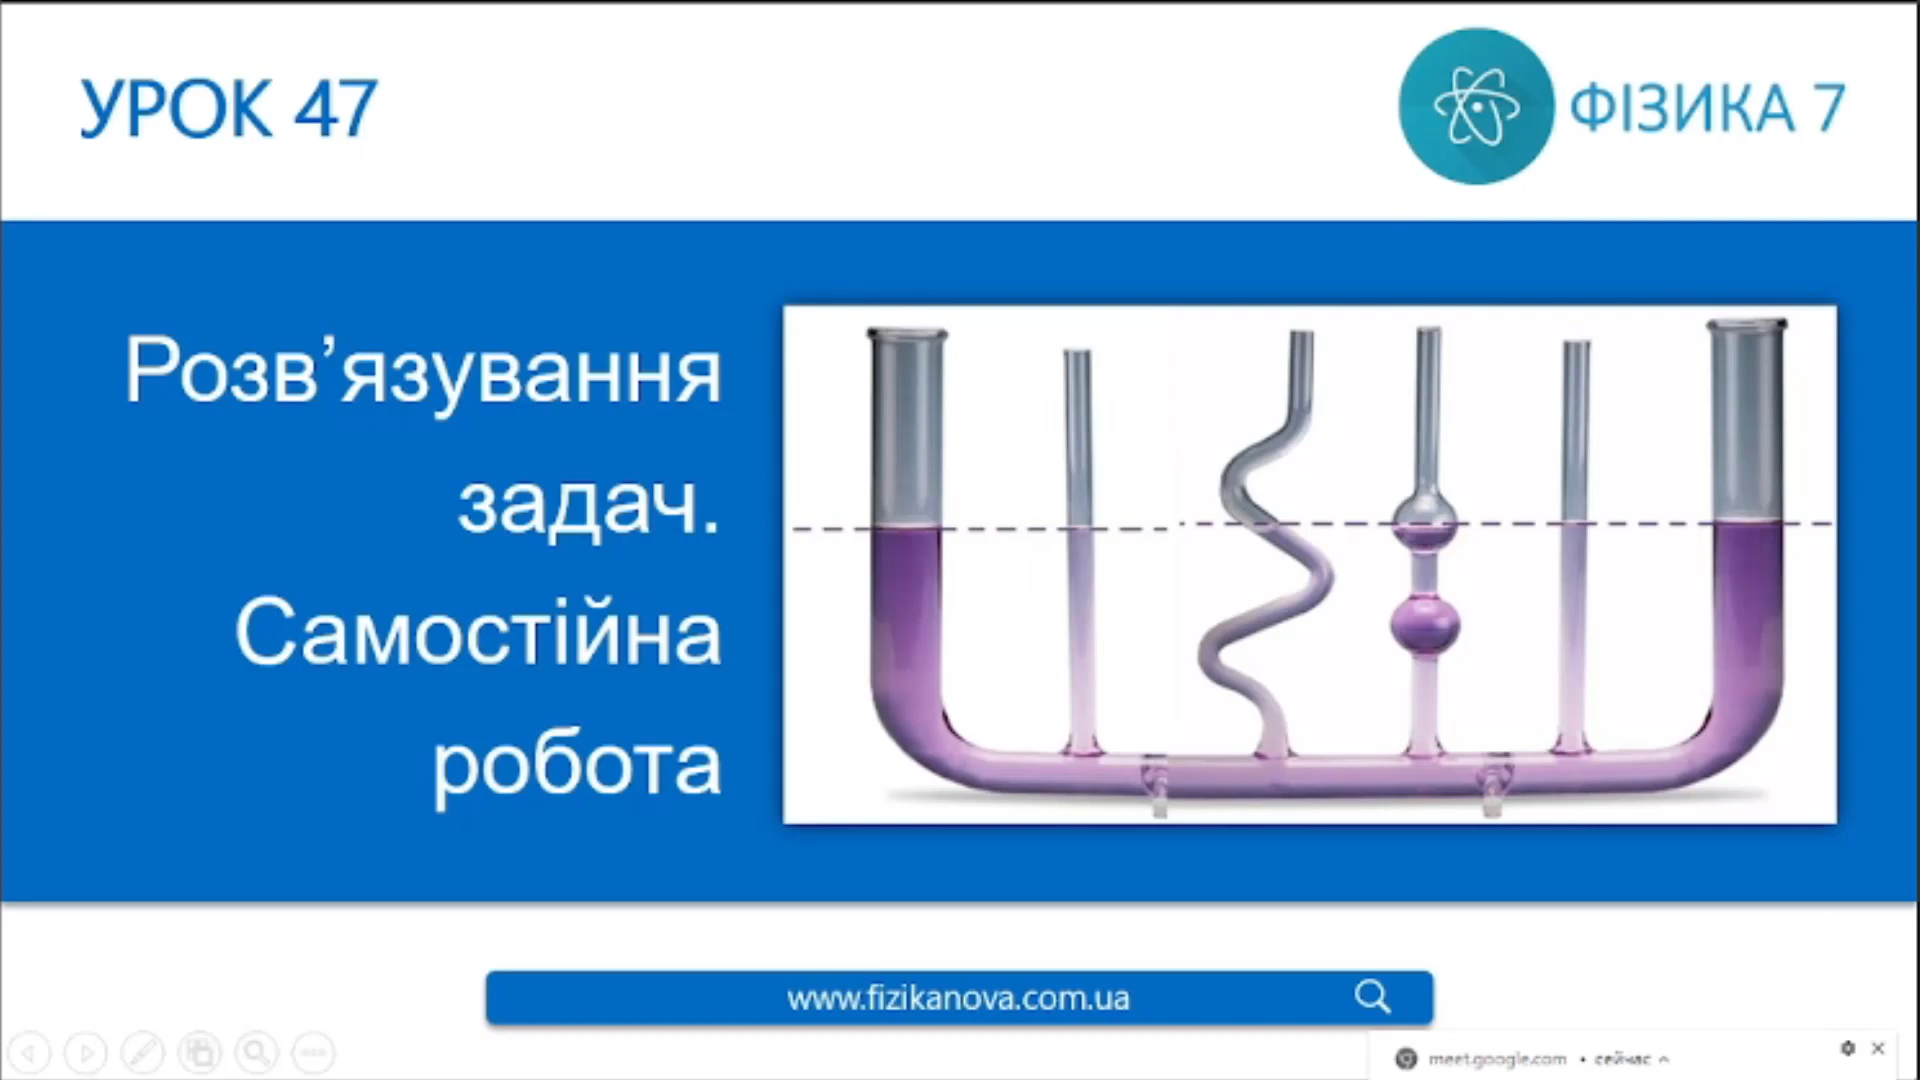 УРОК 47
ФІЗИКА 7
Розв’язування
задач.
Самостійна
робота
www.fizikanova.com.ua
meet.google.com • сейчас